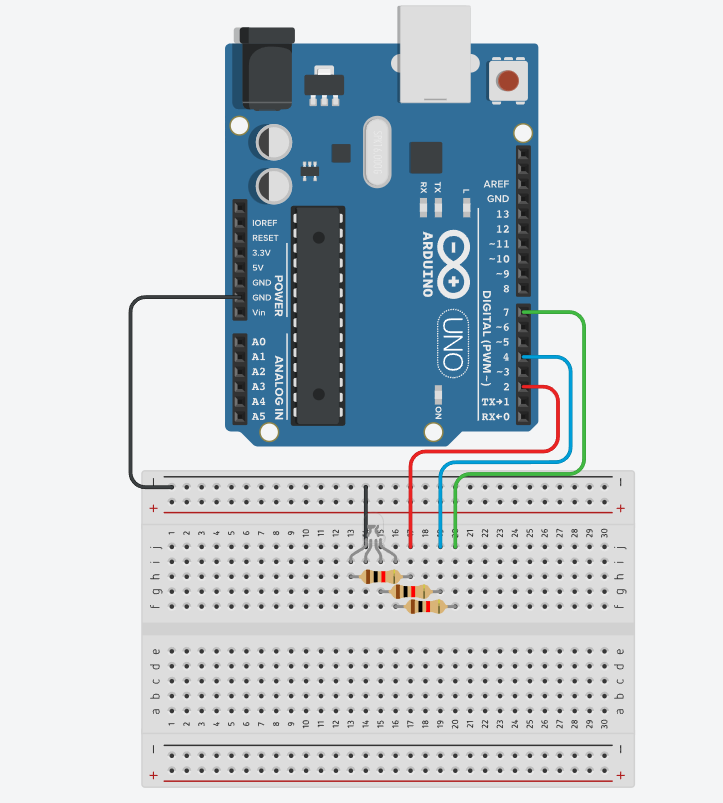 RX TX L
AREF
GND
13
12
~11
~10
~9
8
7
~6
~5
4
~3
2
TX→1
RX←0
DIGITAL (PWM~)
ARDUINO
UNO
ON
IOREF
RESET
3.3V
5V
GND
GND
Vin
POWER
A0
A1
A2
A3
A4
A5
ANALOG IN
− −
+ +
1 2 3 4 5 6 7 8 9 10 11 12 13 14 15 16 17 18 19 20 21 22 23 24 25 26 27 28 29 30
j j
i i
h h
g g
f f
e e
d d
c c
b b
a a
1 2 3 4 5 6 7 8 9 10 11 12 13 14 15 16 17 18 19 20 21 22 23 24 25 26 27 28 29 30
− −
+ +